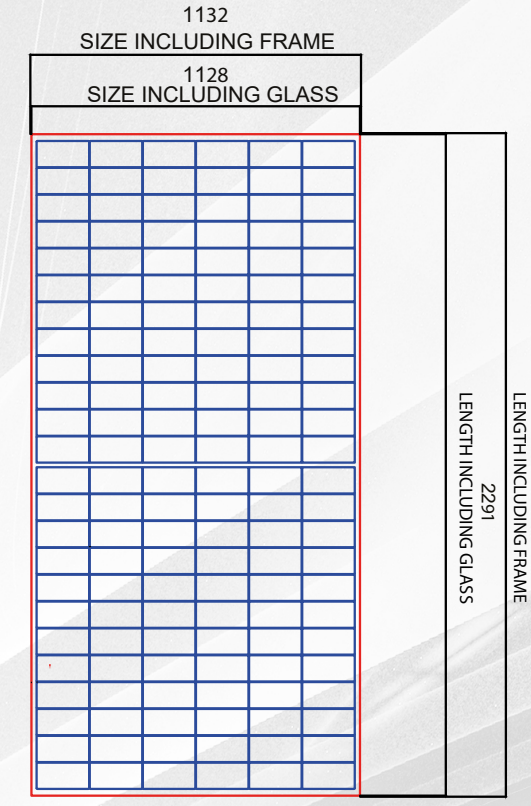 1132
SIZE INCLUDING FRAME
1128
SIZE INCLUDING GLASS
LENGTH INCLUDING FRAME
2291
LENGTH INCLUDING GLASS